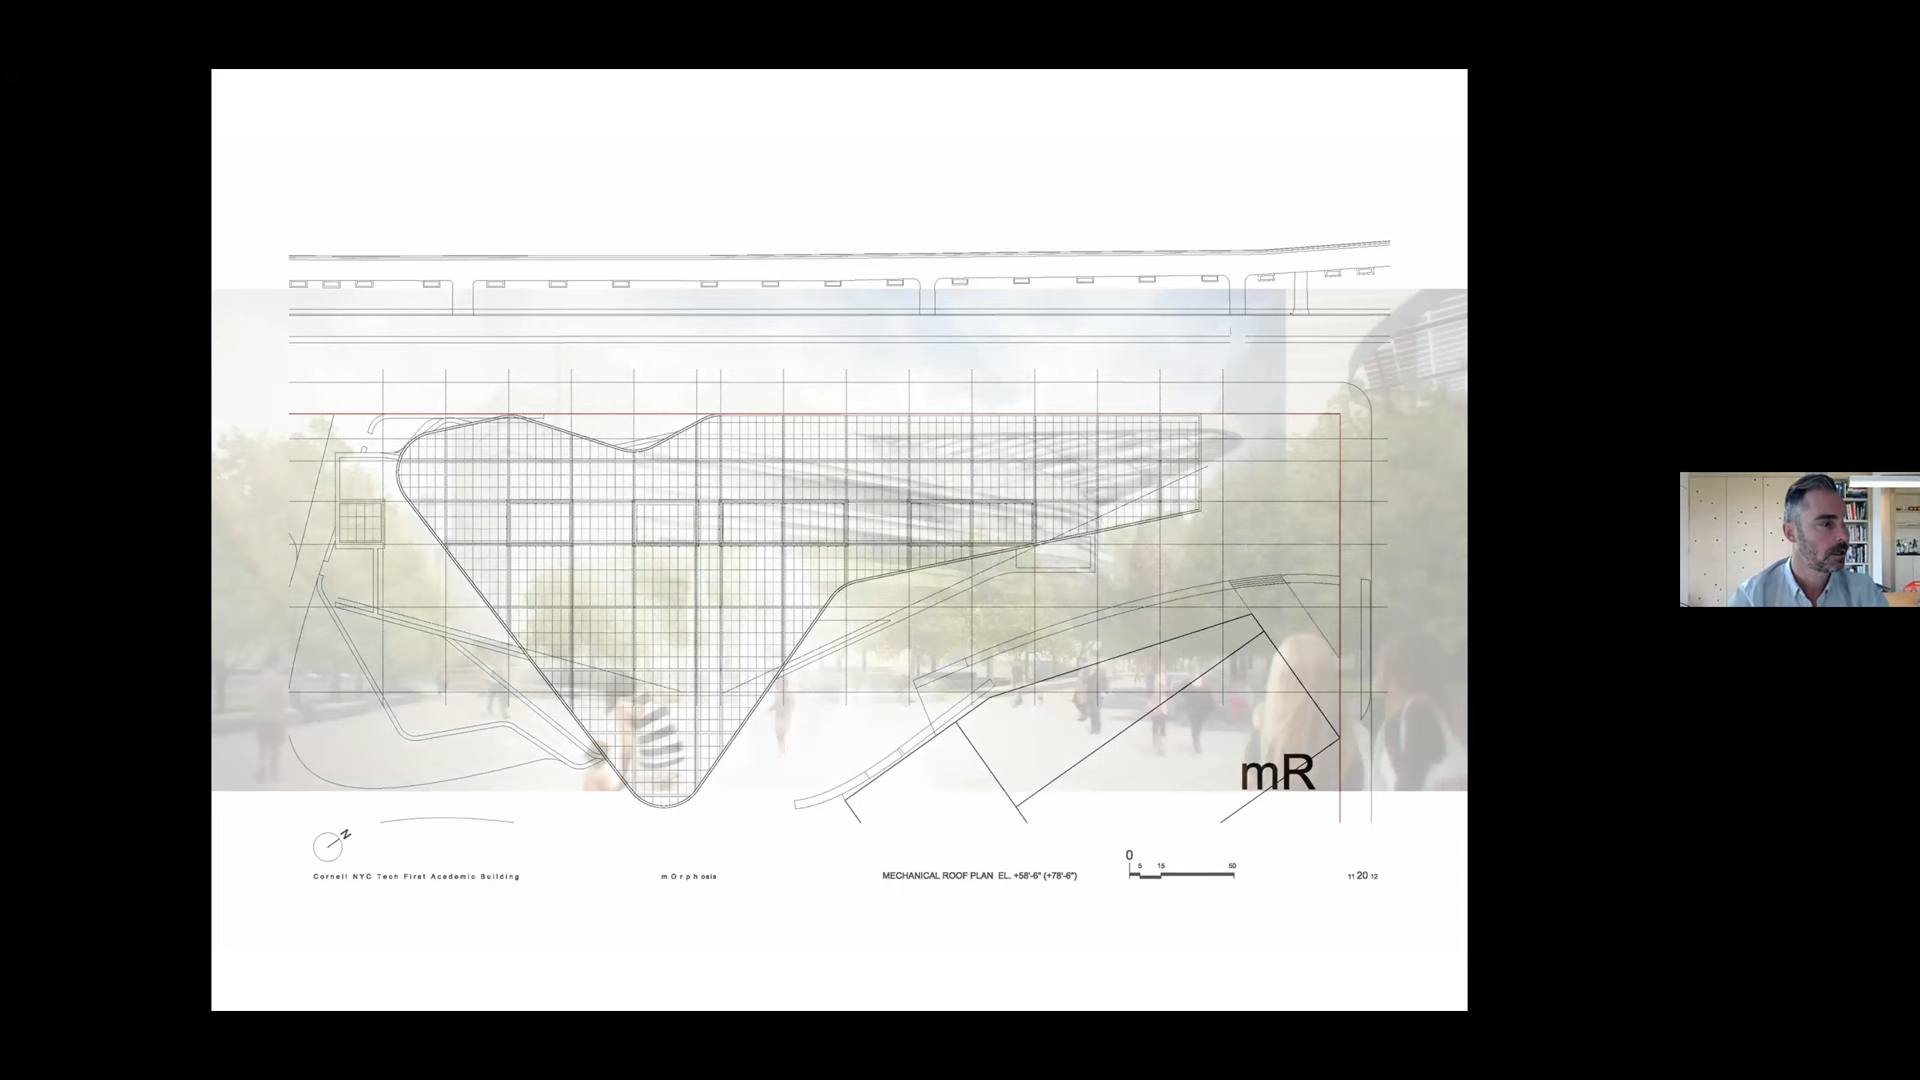 mR
N
Cornell NYC Tech First Academic Building
mOrphosis
MECHANICAL ROOF PLAN EL. +58'-6" (+78'-6")
0
5 15 50
11 20 12